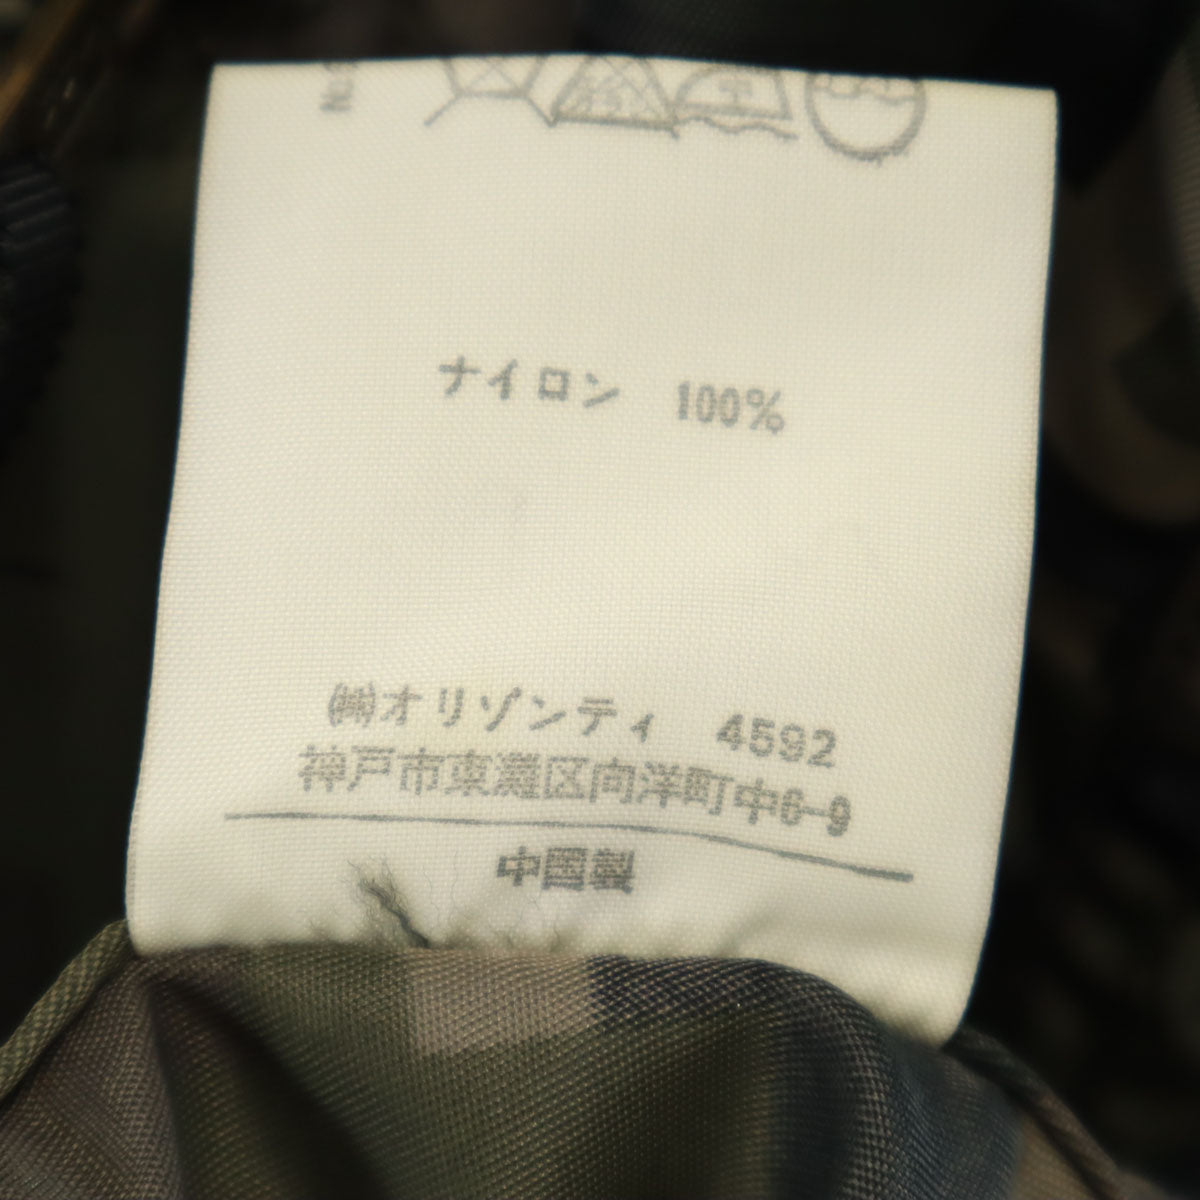 ナイロン 100%
㈱オリゾンティ 4592
神戸市東灘区向洋町中6-9
中国製